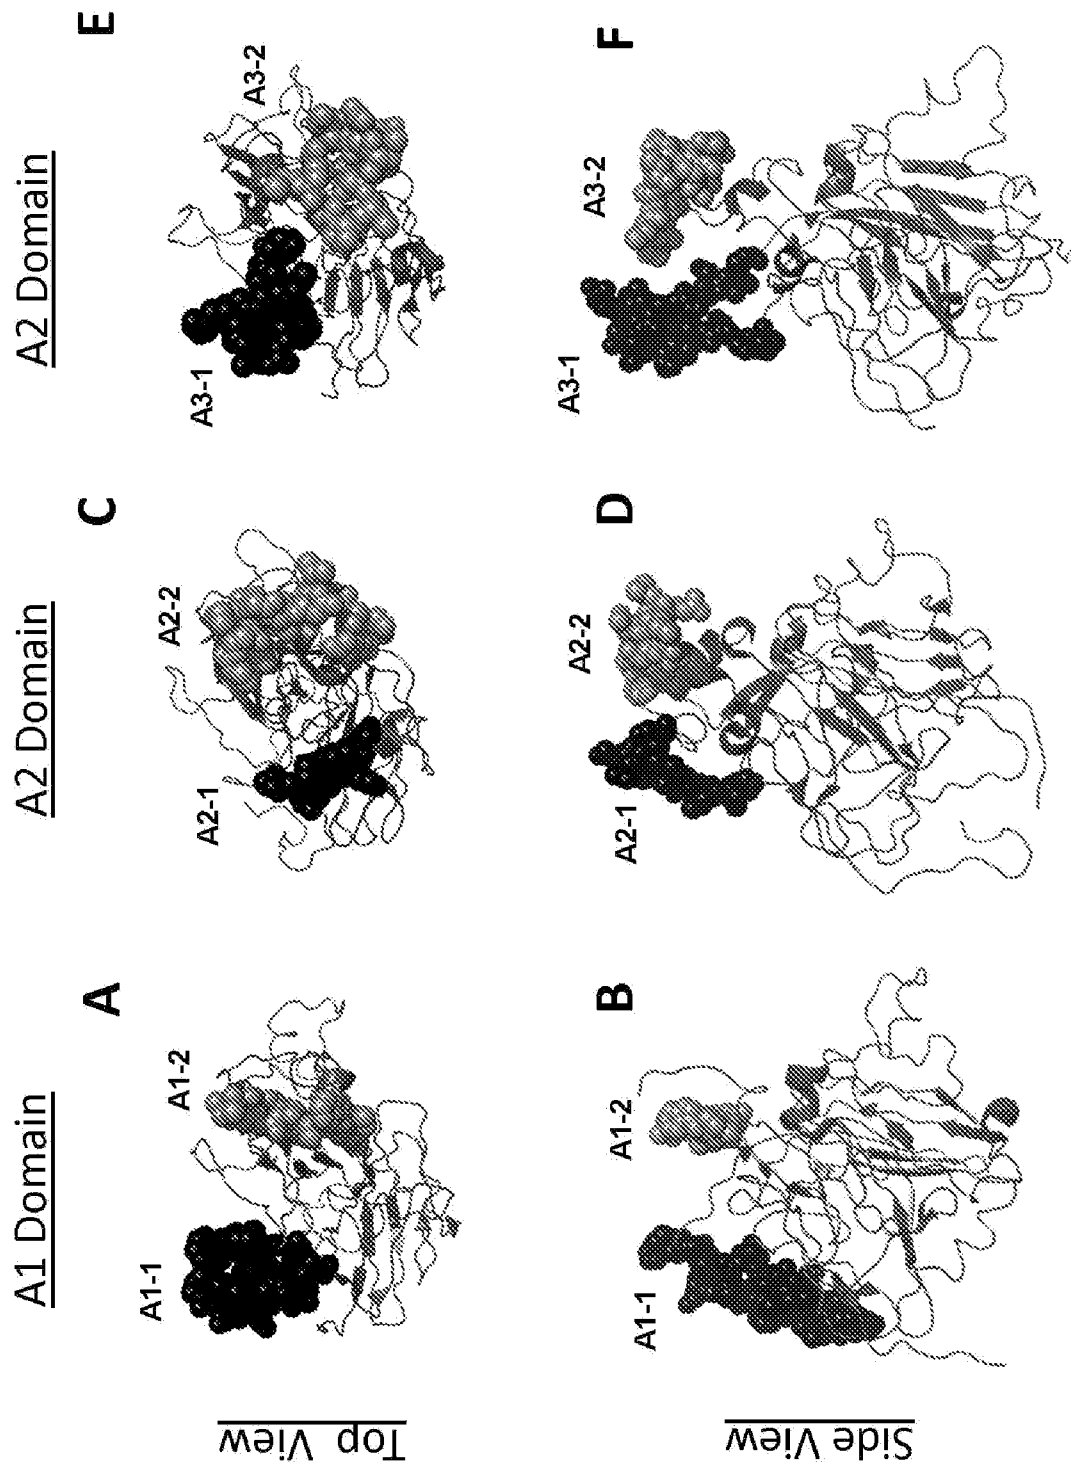 A1 Domain
A2 Domain
A2 Domain
Top View
A
A1-1
A1-2
C
A2-1
A2-2
E
A3-1
A3-2
Side View
B
A1-1
A1-2
D
A2-1
A2-2
F
A3-1
A3-2